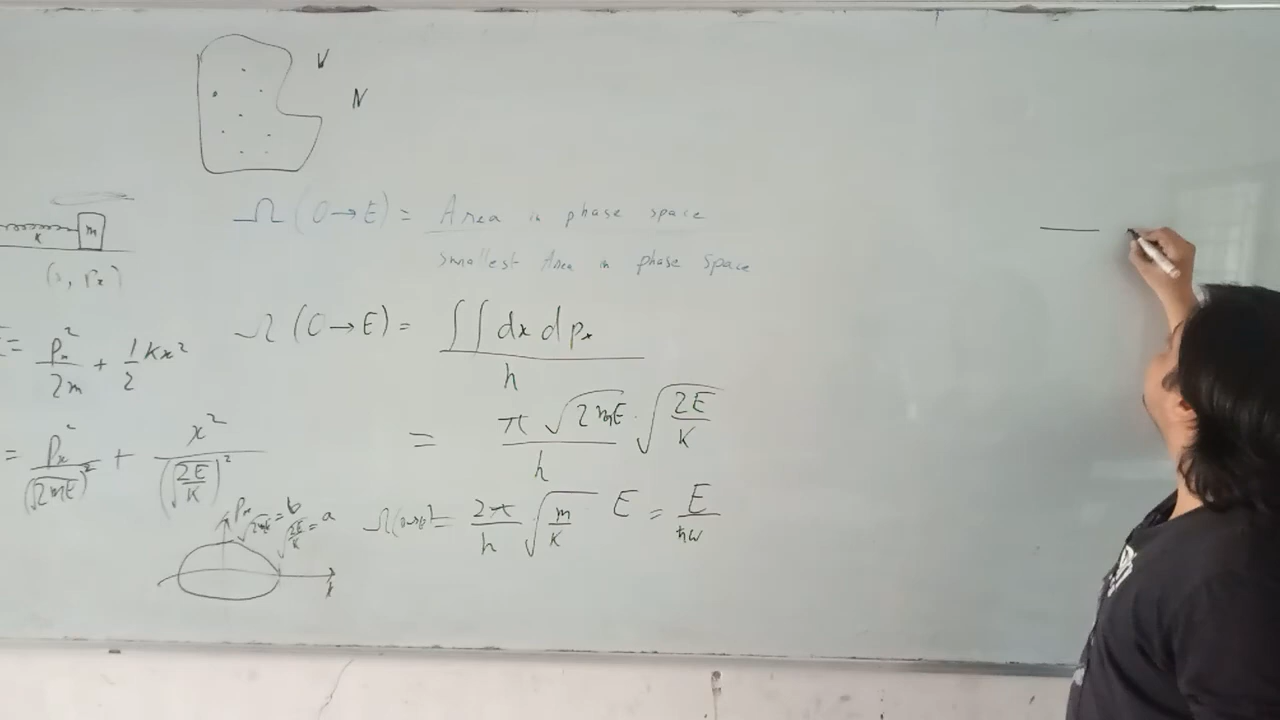 V
N
Ω (0→E) = Area in phase space / smallest Area in phase space
m
K
(x, Px)
E = Px²/2m + 1/2 Kx²
Ω (0→E) = ∫∫ dx dpx / h
= π √2mE · √(2E/K) / h
= Px²/(√2mE)² + x²/(√(2E/K))²
Px
√2mE = b
√(2E/K) = a
Ω(0→E) = 2π/h √(m/K) E = E/ħω